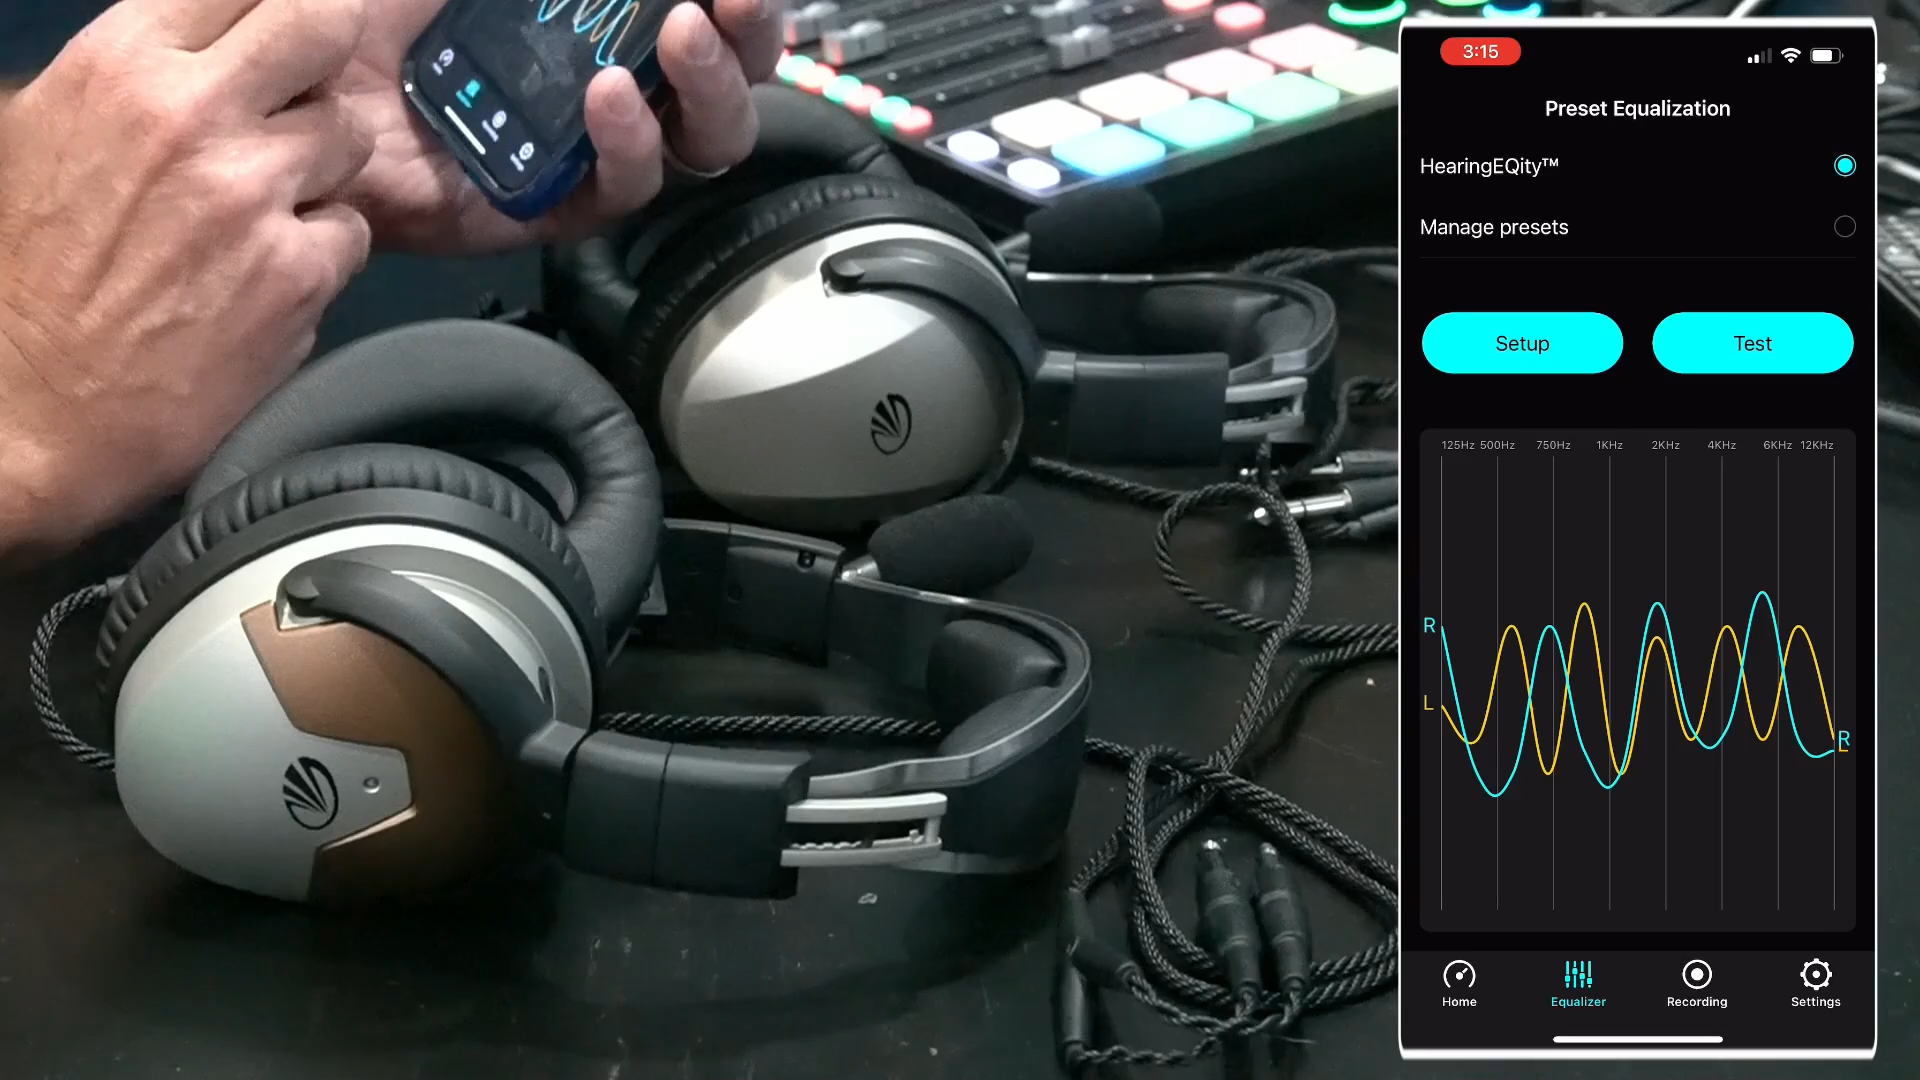 3:15
Preset Equalization
HearingEQity™
Manage presets
Setup Test
125Hz 500Hz 750Hz 1KHz 2KHz 4KHz 6KHz 12KHz
R
L
R
L
Home Equalizer Recording Settings